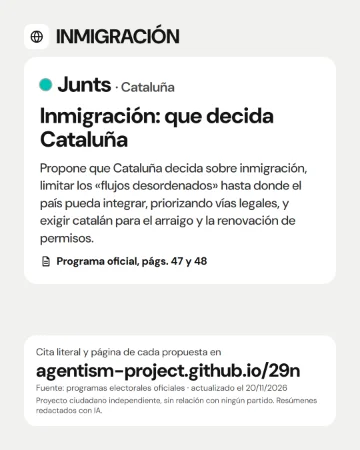 INMIGRACIÓN
Junts · Cataluña
Inmigración: que decida
Cataluña
Propone que Cataluña decida sobre inmigración,
limitar los «flujos desordenados» hasta donde el
país pueda integrar, priorizando vías legales, y
exigir catalán para el arraigo y la renovación de
permisos.
Programa oficial, págs. 47 y 48
Cita literal y página de cada propuesta en
agentism-project.github.io/29n
Fuente: programas electorales oficiales · actualizado el 20/11/2026
Proyecto ciudadano independiente, sin relación con ningún partido. Resúmenes
redactados con IA.